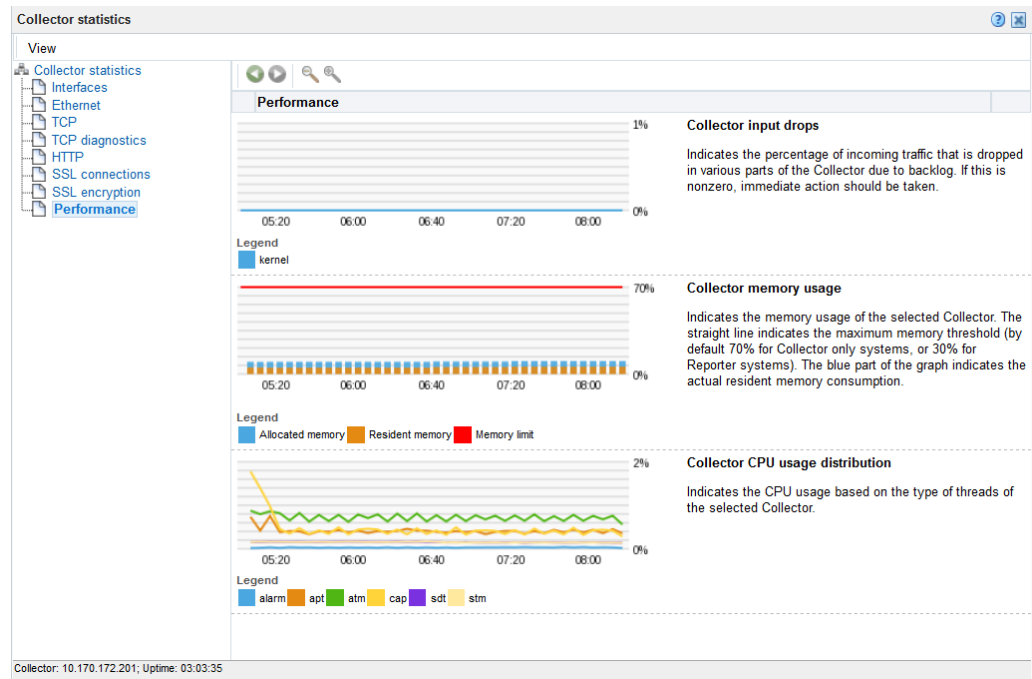 Collector statistics
View
Collector statistics
Interfaces
Ethernet
TCP
TCP diagnostics
HTTP
SSL connections
SSL encryption
Performance
Performance
1%
0%
05:20 06:00 06:40 07:20 08:00
Legend
kernel
Collector input drops
Indicates the percentage of incoming traffic that is dropped
in various parts of the Collector due to backlog. If this is
nonzero, immediate action should be taken.
70%
0%
05:20 06:00 06:40 07:20 08:00
Legend
Allocated memory Resident memory Memory limit
Collector memory usage
Indicates the memory usage of the selected Collector. The
straight line indicates the maximum memory threshold (by
default 70% for Collector only systems, or 30% for
Reporter systems). The blue part of the graph indicates the
actual resident memory consumption.
2%
0%
05:20 06:00 06:40 07:20 08:00
Legend
alarm apt atm cap sdt stm
Collector CPU usage distribution
Indicates the CPU usage based on the type of threads of
the selected Collector.
Collector: 10.170.172.201; Uptime: 03:03:35